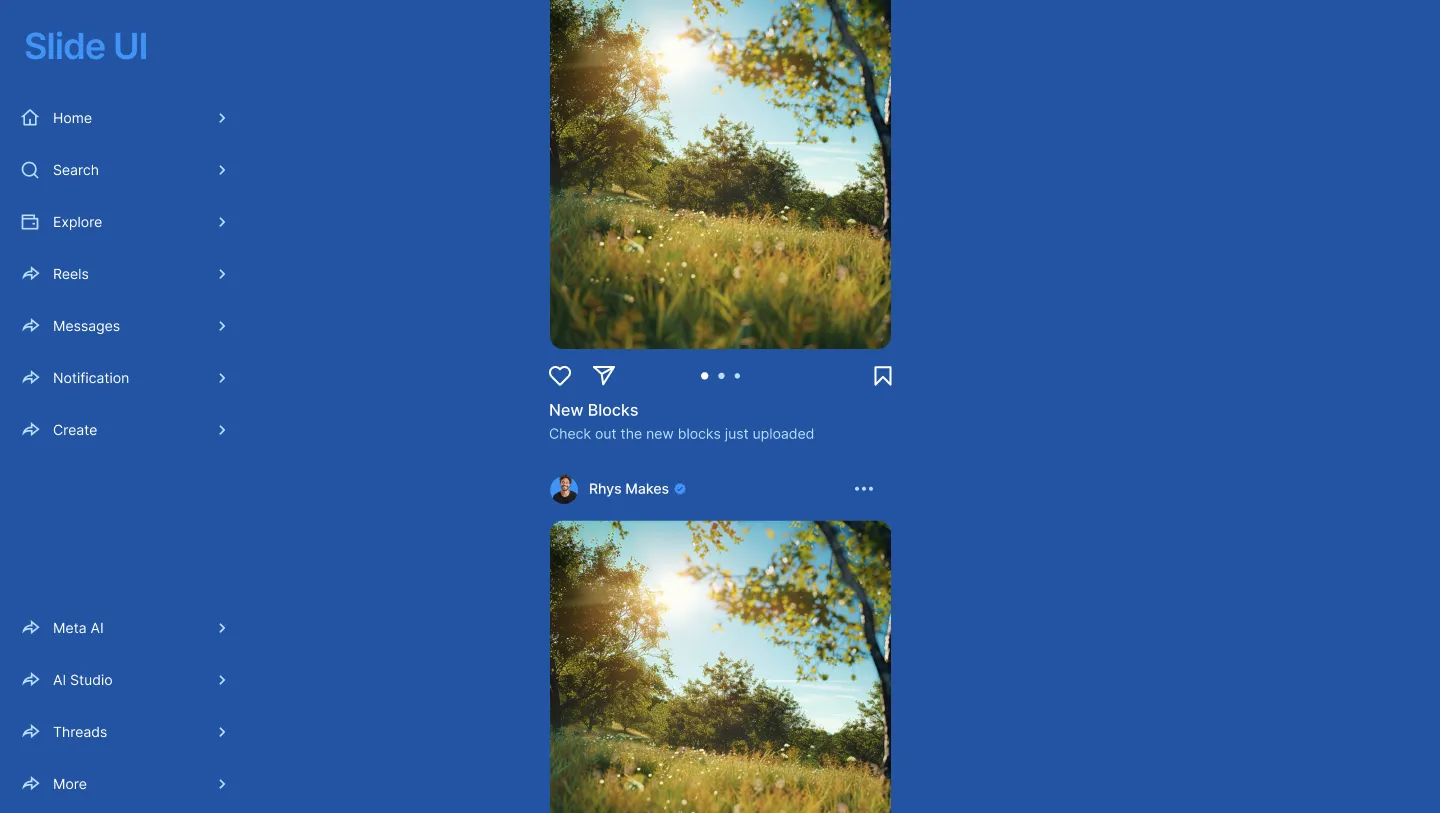 Slide UI
Home
Search
Explore
Reels
Messages
Notification
Create
Meta AI
AI Studio
Threads
More
New Blocks
Check out the new blocks just uploaded
Rhys Makes